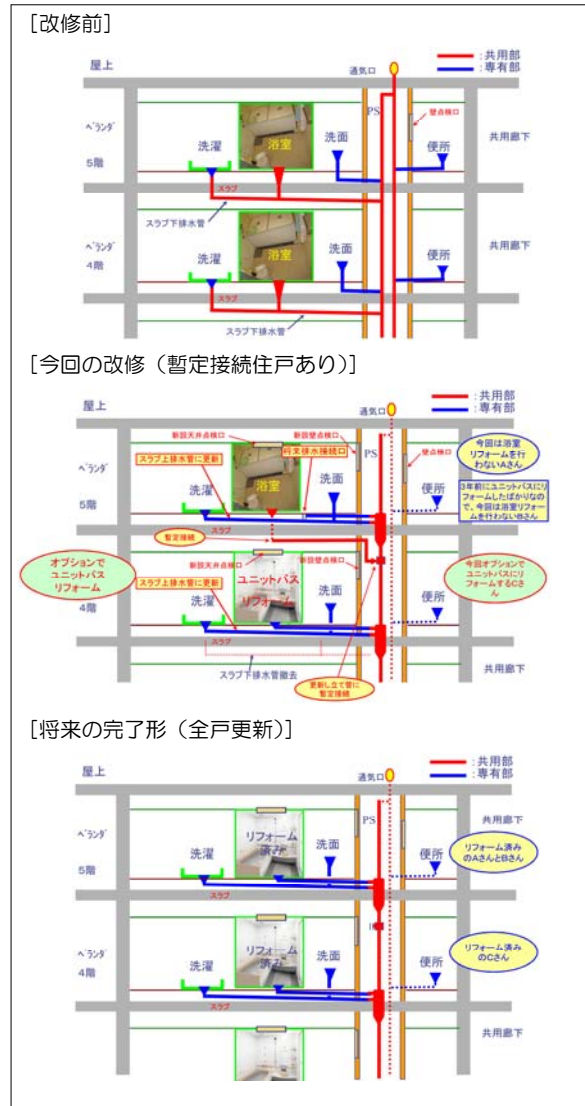 [改修前]
屋上
通気口
:共用部
:専有部
PS
壁点検口
ベランダ
5階
洗濯
浴室
洗面
便所
共用廊下
スラブ
スラブ下排水管
ベランダ
4階
洗濯
浴室
洗面
便所
共用廊下
スラブ
スラブ下排水管
[今回の改修（暫定接続住戸あり）]
屋上
通気口
:共用部
:専有部
新設天井点検口
新設壁点検口
PS
スラブ上排水管に更新
将来排水接続口
壁点検口
今回は浴室
リフォームを行
わないAさん
ベランダ
5階
洗濯
浴室
便所
3年前にユニットバスにリ
フォームしたばかりなの
で、今回は浴室リフォー
ムを行わないBさん
スラブ
暫定接続
オプションで
ユニットバス
リフォーム
新設天井点検口
新設壁点検口
スラブ上排水管に更新
ユニットバス
リフォーム
今回オプションで
ユニットバスにリ
フォームするCさ
ん
4階
洗濯
洗面
便所
スラブ
スラブ下排水管撤去
更新し立て管に
暫定接続
共用廊下
[将来の完了形（全戸更新）]
屋上
通気口
:共用部
:専有部
PS
共用廊下
ベランダ
5階
洗濯
リフォーム
済み
洗面
便所
リフォーム済み
のAさんとBさん
スラブ
ベランダ
4階
洗濯
リフォーム
済み
洗面
便所
リフォーム済み
のCさん
スラブ
共用廊下